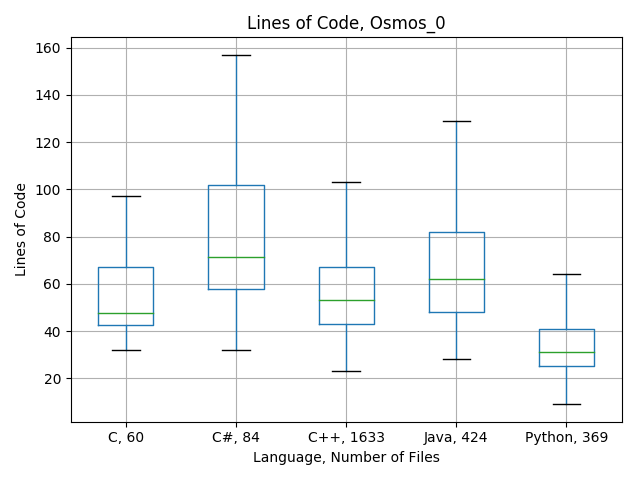 Lines of Code, Osmos_0
160
140
120
100
80
60
40
20
Lines of Code
C, 60
C#, 84
C++, 1633
Java, 424
Python, 369
Language, Number of Files